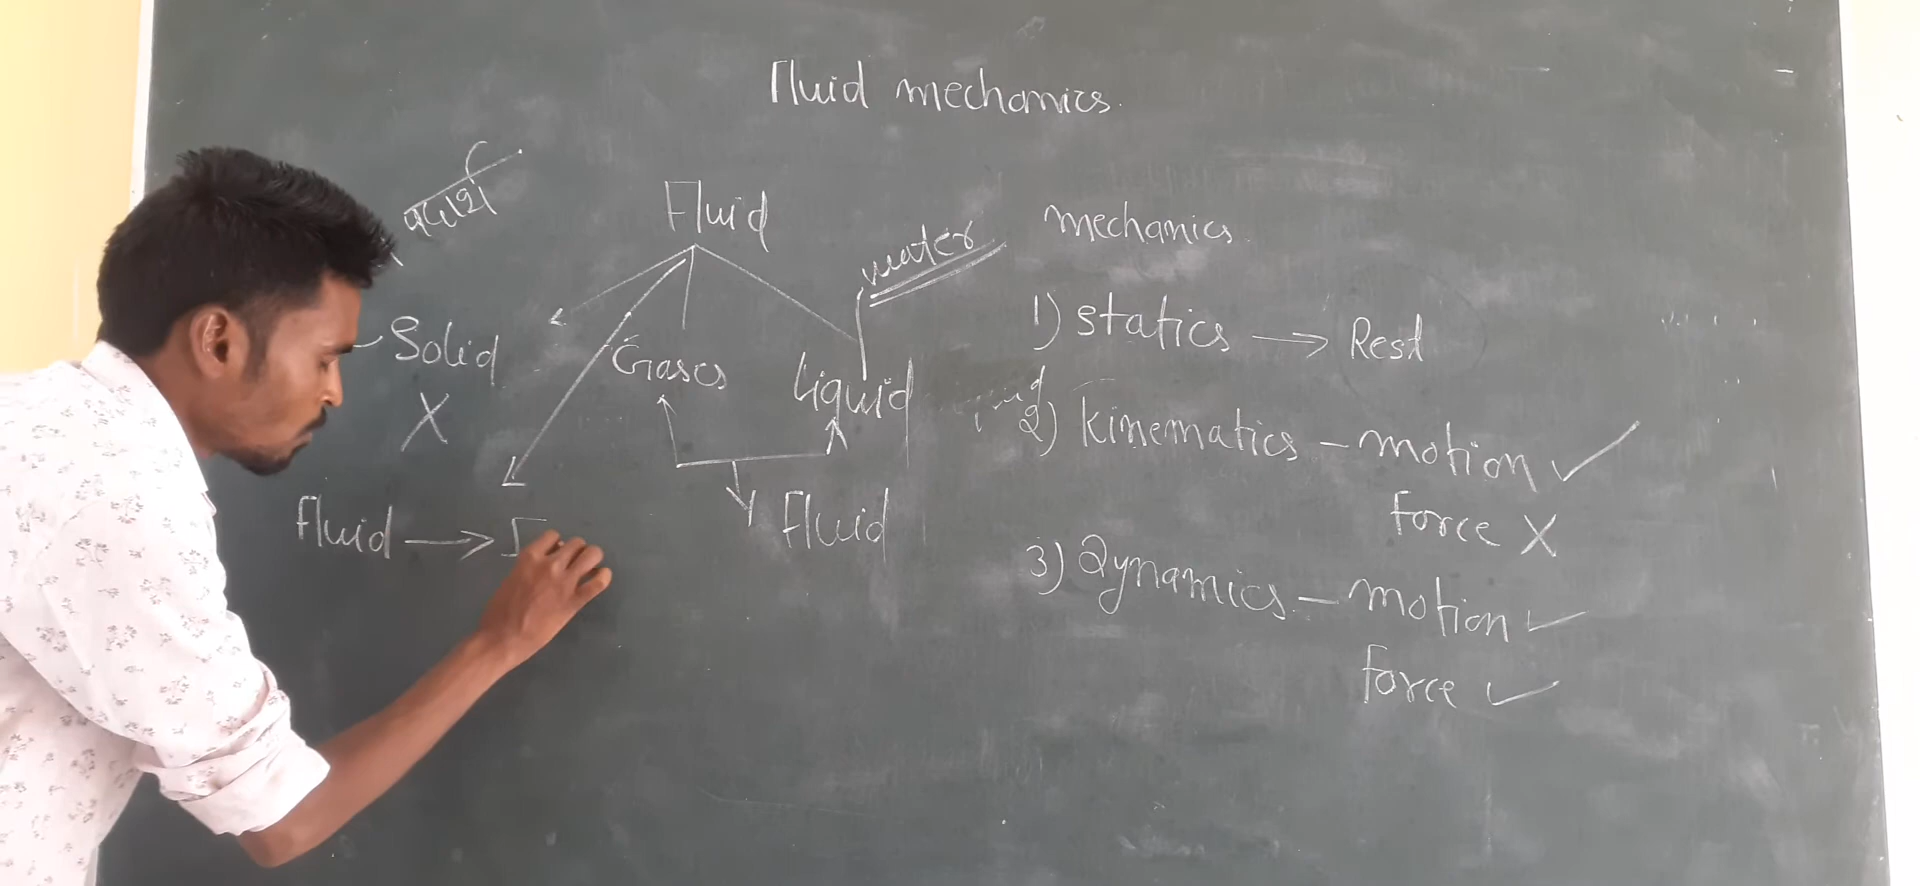 Fluid mechanics.
पदार्थ
Fluid
water
mechanics
Solid
X
Gases
Liquid
Fluid
Fluid →
1) Statics → Rest
2) Kinematics - motion ✓
Force X
3) Dynamics - motion ✓
Force ✓